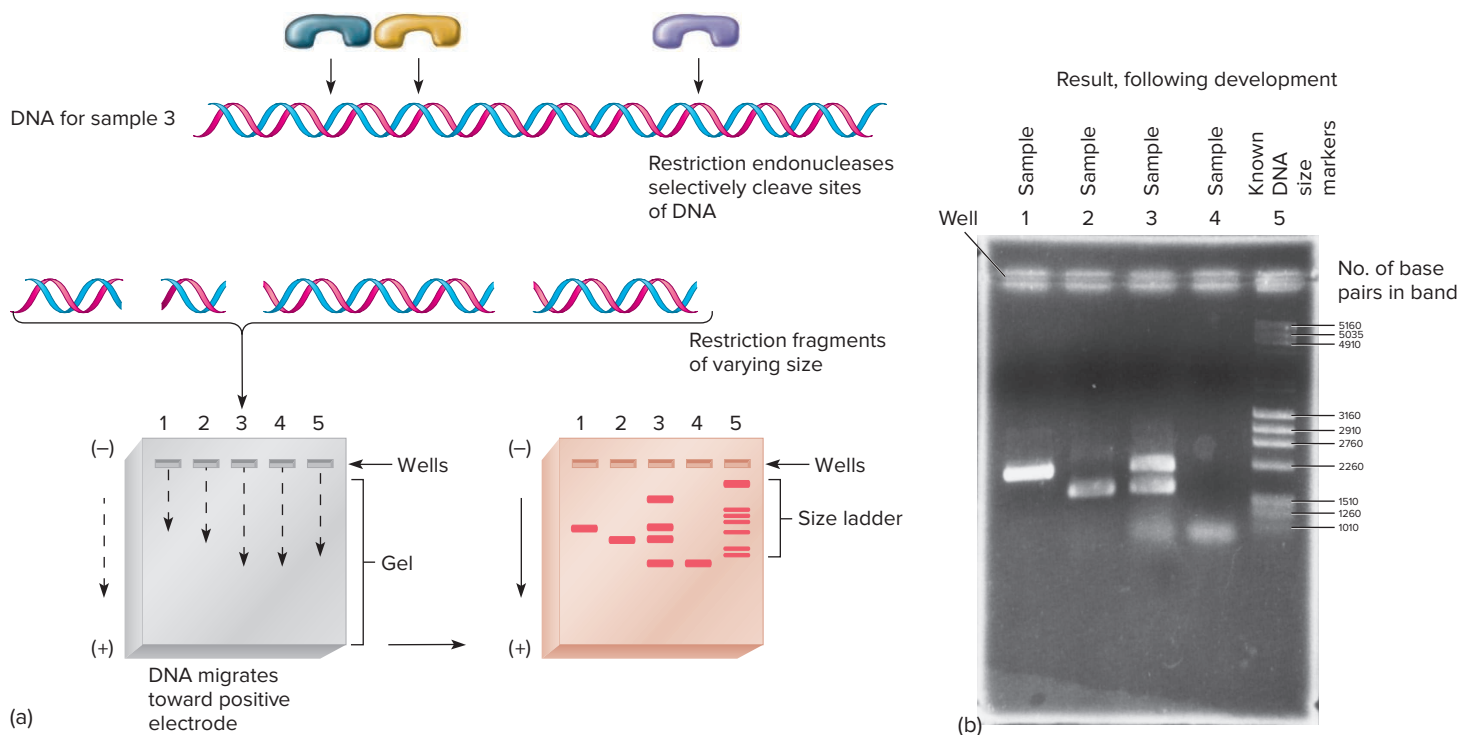 DNA for sample 3
Restriction endonucleases
selectively cleave sites
of DNA
Restriction fragments
of varying size
1 2 3 4 5
(–)
Wells
Gel
(+)
DNA migrates
toward positive
electrode
1 2 3 4 5
(–)
Wells
Size ladder
(+)
(a)
Result, following development
Sample
Sample
Sample
Sample
Known
DNA
size
markers
Well
1 2 3 4 5
No. of base
pairs in band
5160
5035
4910
3160
2910
2760
2260
1510
1260
1010
(b)